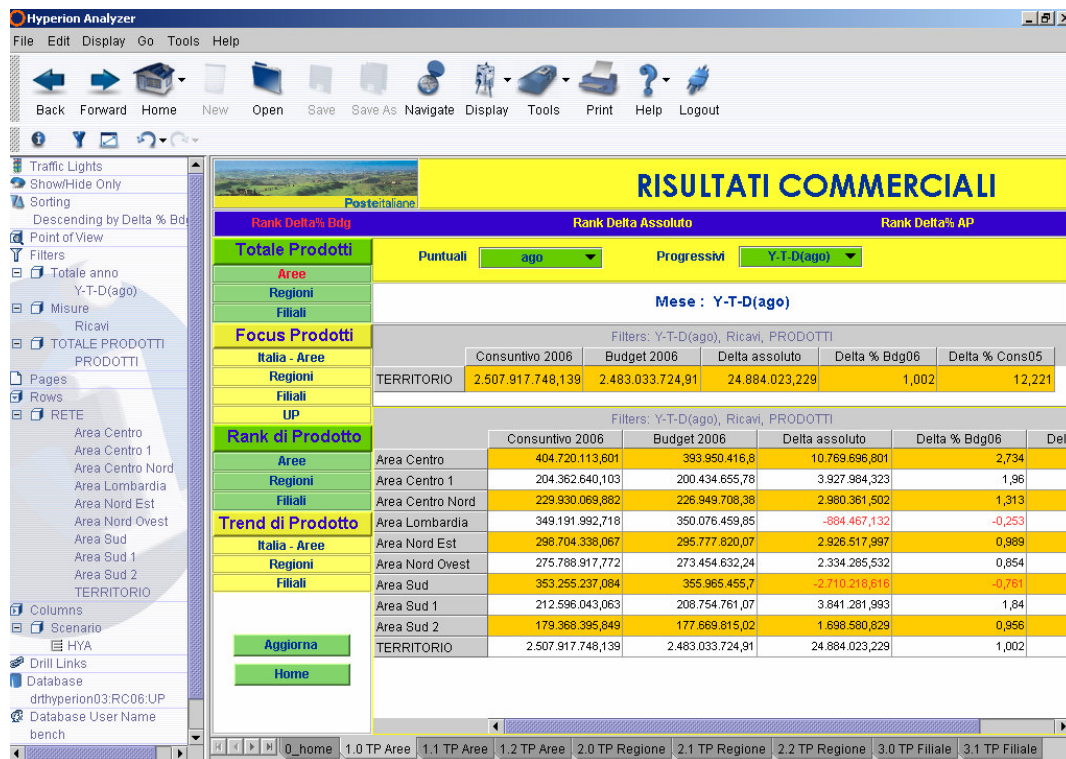 Hyperion Analyzer
File Edit Display Go Tools Help
Back Forward Home New Open Save Save As Navigate Display Tools Print Help Logout
Traffic Lights
Show/Hide Only
Sorting
Descending by Delta % Bdg
Point of View
Filters
Totale anno
Y-T-D(ago)
Misure
Ricavi
TOTALE PRODOTTI
PRODOTTI
Pages
Rows
RETE
Area Centro
Area Centro 1
Area Centro Nord
Area Lombardia
Area Nord Est
Area Nord Ovest
Area Sud
Area Sud 1
Area Sud 2
TERRITORIO
Columns
Scenario
HYA
Drill Links
Database
drthyperion03:RC06:UP
Database User Name
bench
Posteitaliane
RISULTATI COMMERCIALI
Rank Delta% Bdg Rank Delta Assoluto Rank Delta% AP
Totale Prodotti
Aree
Regioni
Filiali
Focus Prodotti
Italia - Aree
Regioni
Filiali
UP
Rank di Prodotto
Aree
Regioni
Filiali
Trend di Prodotto
Italia - Aree
Regioni
Filiali
Aggiorna
Home
Puntuali ago Progressivi Y-T-D(ago)
Mese : Y-T-D(ago)
Filters: Y-T-D(ago), Ricavi, PRODOTTI
Consuntivo 2006 Budget 2006 Delta assoluto Delta % Bdg06 Delta % Cons05
TERRITORIO 2.507.917.748,139 2.483.033.724,91 24.884.023,229 1,002 12,221
Filters: Y-T-D(ago), Ricavi, PRODOTTI
Consuntivo 2006 Budget 2006 Delta assoluto Delta % Bdg06 Del
Area Centro 404.720.113,601 393.950.416,8 10.769.696,801 2,734
Area Centro 1 204.362.640,103 200.434.655,78 3.927.984,323 1,96
Area Centro Nord 229.930.069,882 226.949.708,38 2.980.361,502 1,313
Area Lombardia 349.191.992,718 350.076.459,85 -884.467,132 -0,253
Area Nord Est 298.704.338,067 295.777.820,07 2.926.517,997 0,989
Area Nord Ovest 275.788.917,772 273.454.632,24 2.334.285,532 0,854
Area Sud 353.255.237,084 355.965.455,7 -2.710.218,616 -0,761
Area Sud 1 212.596.043,063 208.754.761,07 3.841.281,993 1,84
Area Sud 2 179.368.395,849 177.669.815,02 1.698.580,829 0,956
TERRITORIO 2.507.917.748,139 2.483.033.724,91 24.884.023,229 1,002
0_home 1.0 TP Aree 1.1 TP Aree 1.2 TP Aree 2.0 TP Regione 2.1 TP Regione 2.2 TP Regione 3.0 TP Filiale 3.1 TP Filiale